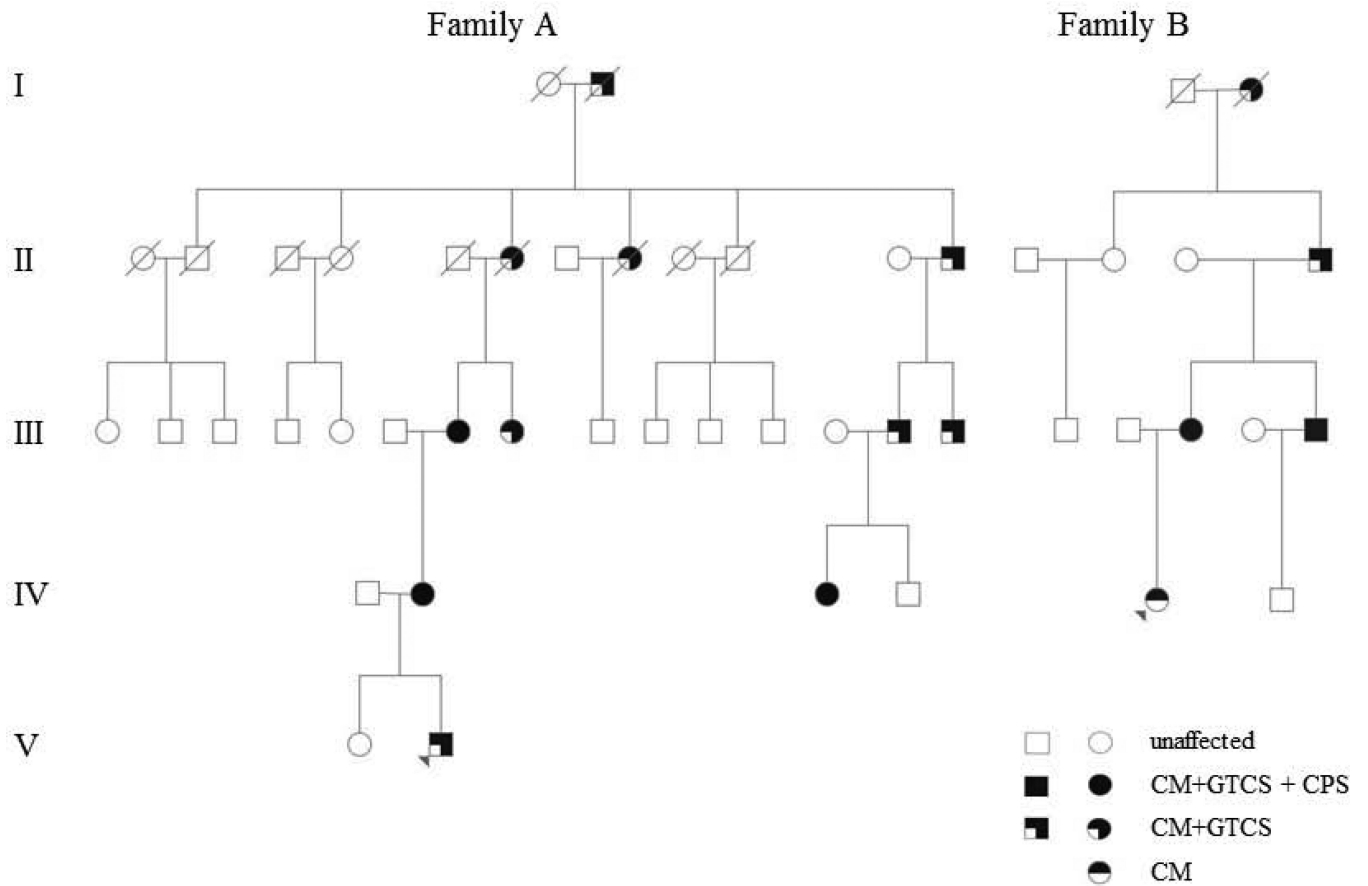 Family A
Family B
I
II
III
IV
V
unaffected
CM+GTCS + CPS
CM+GTCS
CM